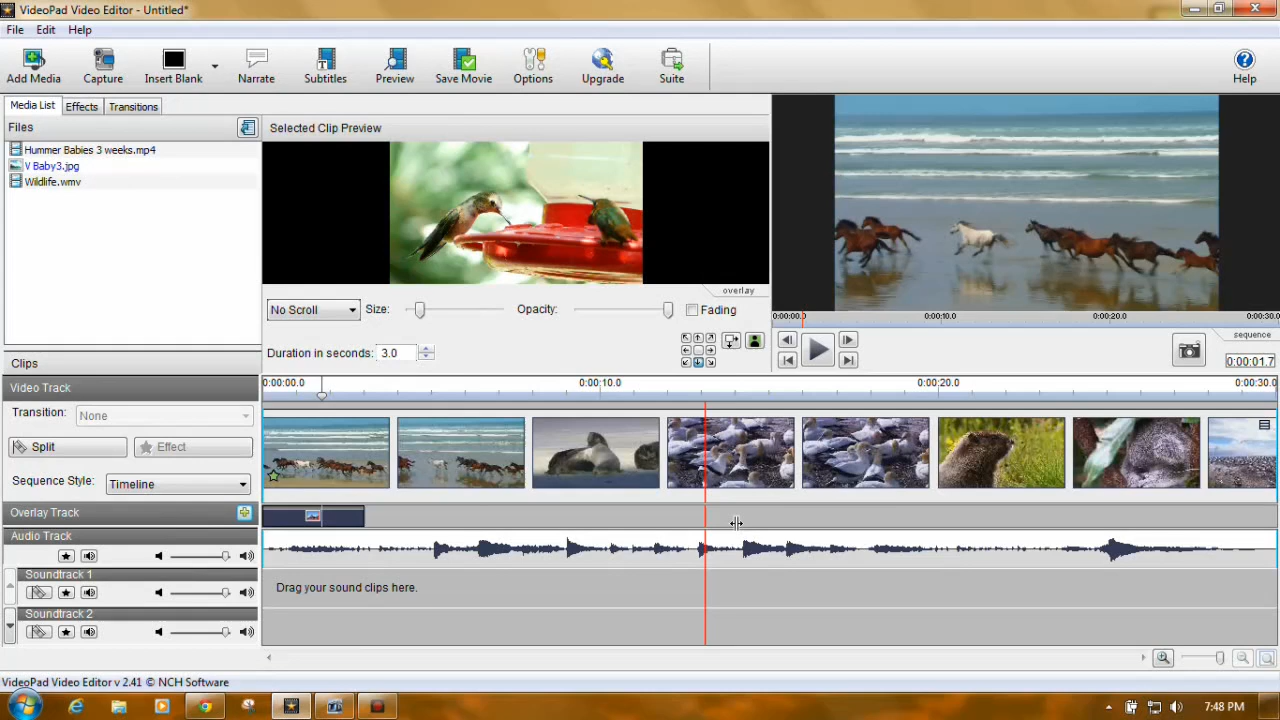 VideoPad Video Editor - Untitled*
File Edit Help
Add Media Capture Insert Blank Narrate Subtitles Preview Save Movie Options Upgrade Suite Help
Media List Effects Transitions
Files
Selected Clip Preview
Hummer Babies 3 weeks.mp4
V Baby3.jpg
Wildlife.wmv
overlay
No Scroll Size: Opacity: Fading
0:00:00.0 0:00:10.0 0:00:20.0 0:00:30.0
sequence
Duration in seconds: 3.0
0:00:01.7
Clips
Video Track
0:00:00.0 0:00:10.0 0:00:20.0 0:00:30.0
Transition: None
Split Effect
Sequence Style: Timeline
Overlay Track
Audio Track
Soundtrack 1
Drag your sound clips here.
Soundtrack 2
VideoPad Video Editor v 2.41 © NCH Software
7:48 PM